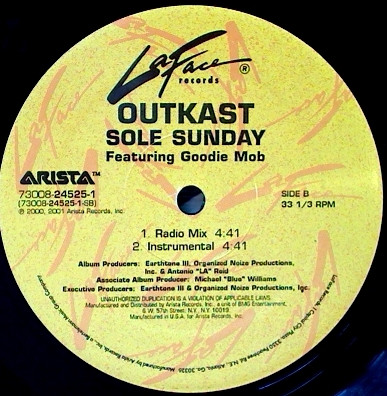 LaFace
records ®
OUTKAST
SOLE SUNDAY
Featuring Goodie Mob
ARISTA™
73008-24525-1
(73008-24525-1-SB)
℗ 2000, 2001 Arista Records, Inc.
SIDE B
33 1/3 RPM
1. Radio Mix 4:41
2. Instrumental 4:41
Album Producers: Earthtone III, Organized Noize Productions,
Inc. & Antonio "LA" Reid
Associate Album Producer: Michael "Blue" Williams
Executive Producers: Earthtone III & Organized Noize Productions, Inc.
UNAUTHORIZED DUPLICATION IS A VIOLATION OF APPLICABLE LAWS.
Manufactured and Distributed by Arista Records, Inc., a unit of BMG Entertainment,
6 W. 57th Street, N.Y., N.Y. 10019.
Manufactured in U.S.A. for Arista Records, Inc.